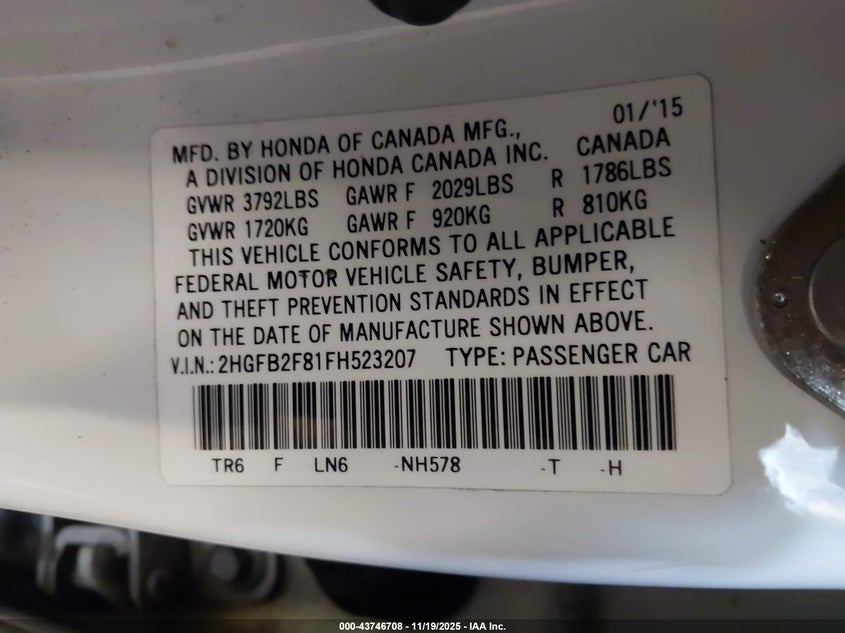 01/'15
MFD. BY HONDA OF CANADA MFG., CANADA
A DIVISION OF HONDA CANADA INC.
GVWR 3792LBS GAWR F 2029LBS R 1786LBS
GVWR 1720KG GAWR F 920KG R 810KG
THIS VEHICLE CONFORMS TO ALL APPLICABLE
FEDERAL MOTOR VEHICLE SAFETY, BUMPER,
AND THEFT PREVENTION STANDARDS IN EFFECT
ON THE DATE OF MANUFACTURE SHOWN ABOVE.
V.I.N.: 2HGFB2F81FH523207 TYPE: PASSENGER CAR
TR6 F LN6 -NH578 -T -H
000-43746708 | 11/19/2025 – IAA Inc.